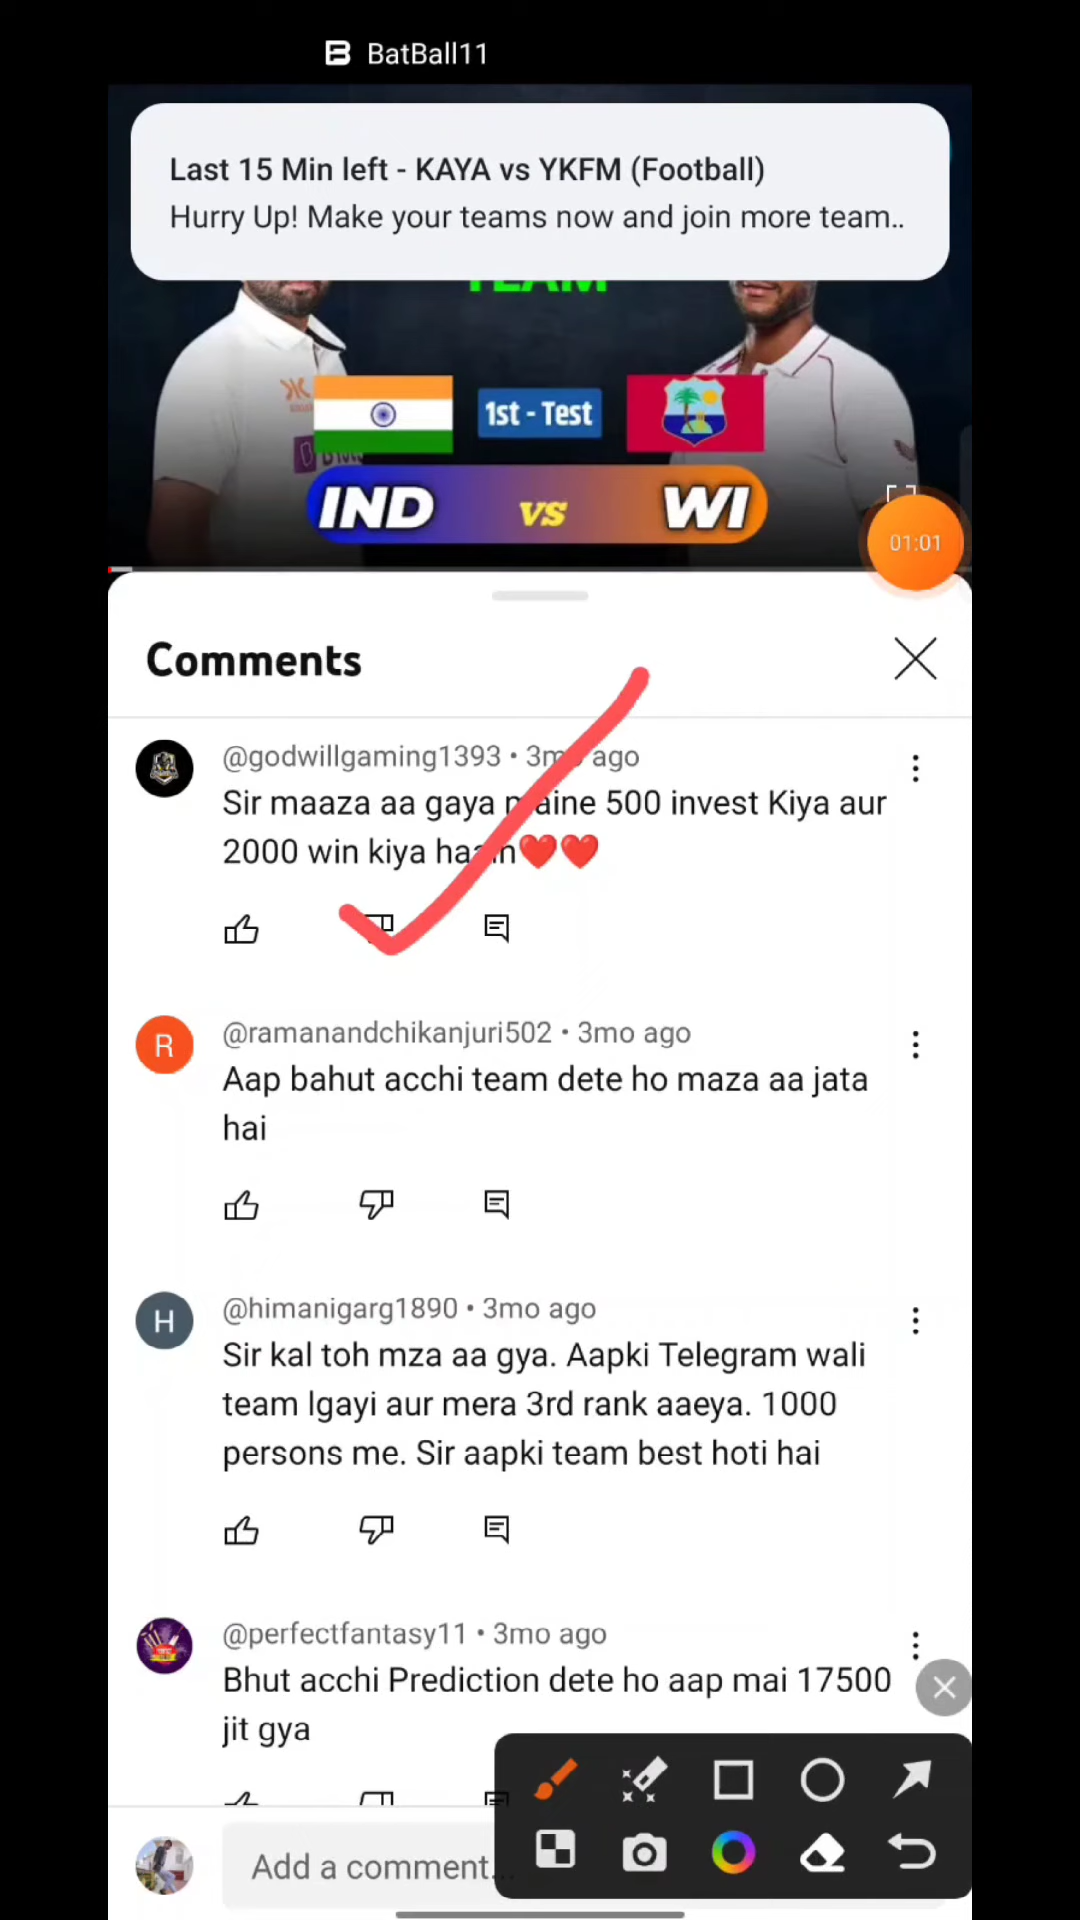 BatBall11
Last 15 Min left - KAYA vs YKFM (Football)
Hurry Up! Make your teams now and join more team..
TEAM
1st - Test
IND vs WI
01:01
Comments
@godwillgaming1393 • 3mo ago
Sir maaza aa gaya maine 500 invest Kiya aur
2000 win kiya haain❤️❤️
R
@ramanandchikanjuri502 • 3mo ago
Aap bahut acchi team dete ho maza aa jata
hai
H
@himanigarg1890 • 3mo ago
Sir kal toh mza aa gya. Aapki Telegram wali
team lgayi aur mera 3rd rank aaeya. 1000
persons me. Sir aapki team best hoti hai
@perfectfantasy11 • 3mo ago
Bhut acchi Prediction dete ho aap mai 17500
jit gya
Add a comment...